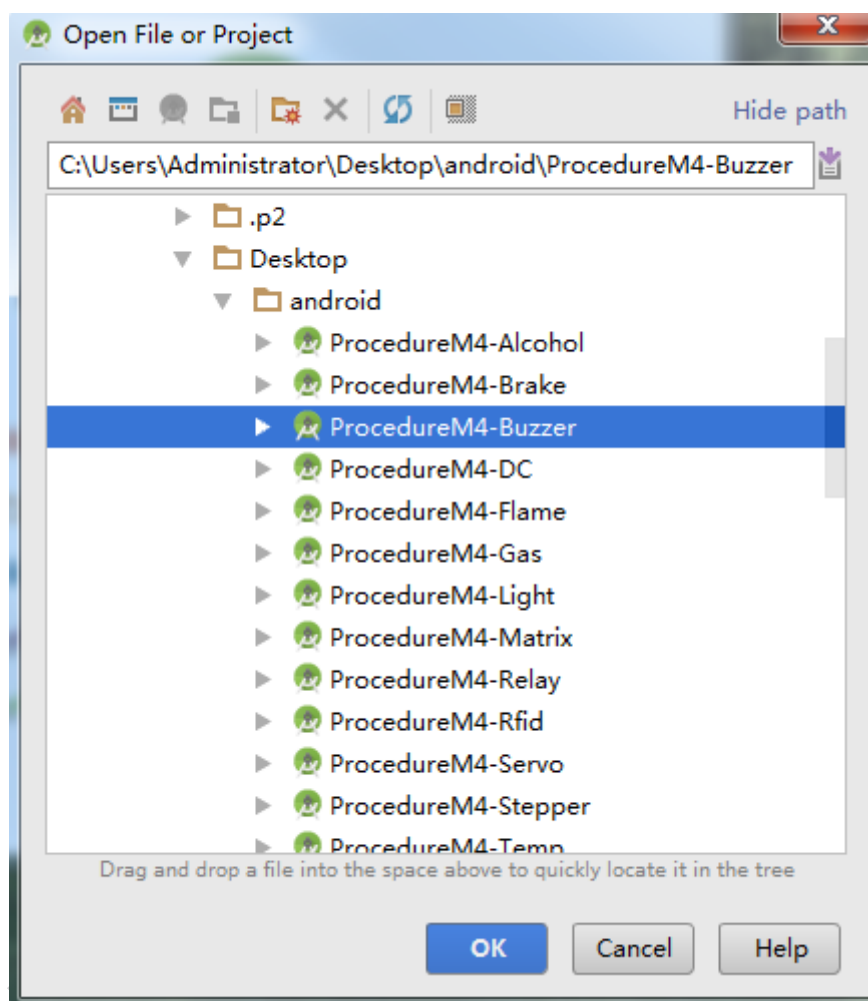 Open File or Project
Hide path
C:\Users\Administrator\Desktop\android\ProcedureM4-Buzzer
.p2
Desktop
android
ProcedureM4-Alcohol
ProcedureM4-Brake
ProcedureM4-Buzzer
ProcedureM4-DC
ProcedureM4-Flame
ProcedureM4-Gas
ProcedureM4-Light
ProcedureM4-Matrix
ProcedureM4-Relay
ProcedureM4-Rfid
ProcedureM4-Servo
ProcedureM4-Stepper
ProcedureM4-Temp
Drag and drop a file into the space above to quickly locate it in the tree
OK Cancel Help